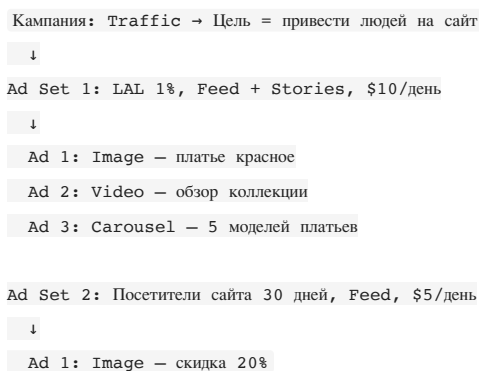 Кампания: Traffic → Цель = привести людей на сайт
↓
Ad Set 1: LAL 1%, Feed + Stories, $10/день
↓
Ad 1: Image — платье красное
Ad 2: Video — обзор коллекции
Ad 3: Carousel — 5 моделей платьев
Ad Set 2: Посетители сайта 30 дней, Feed, $5/день
↓
Ad 1: Image — скидка 20%